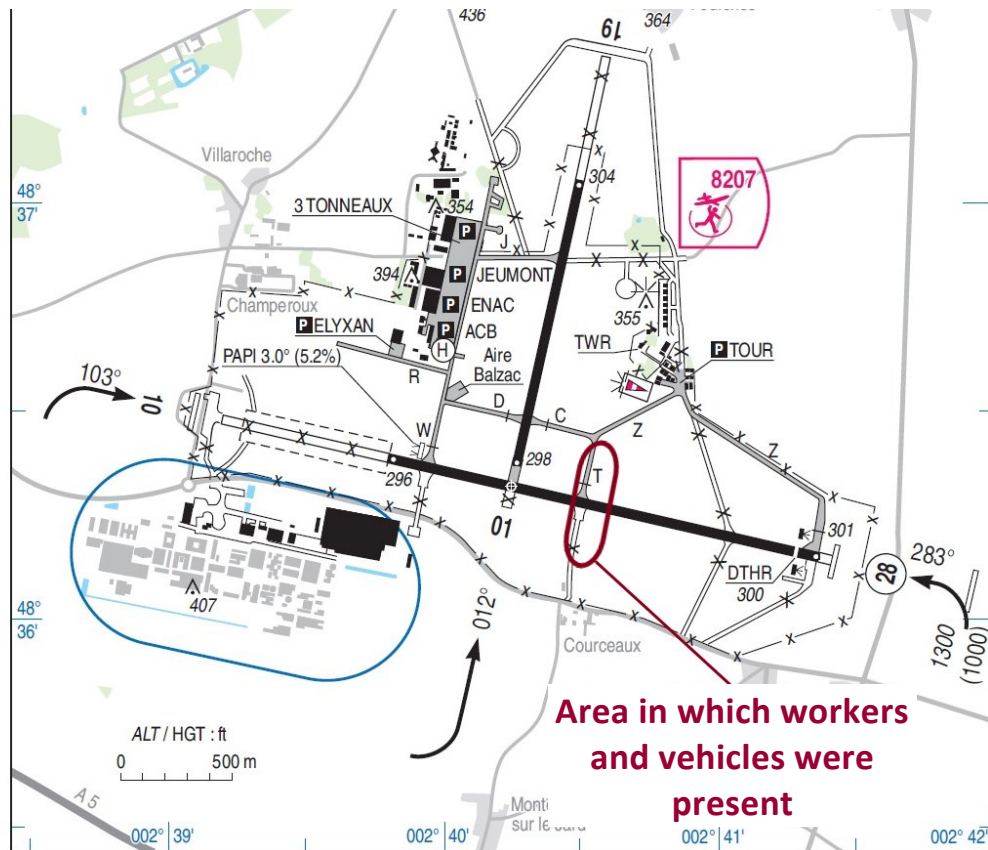 436
19
364
Villaroche
48°
37'
354
3 TONNEAUX
P
304
8207
J
394
P
JEUMONT
P
ENAC
Champeroux
P ELYXAN
P
ACB
H
355
TWR
P TOUR
PAPI 3.0° (5.2%)
Aire
Balzac
R
103°
10
D
C
Z
Z
W
298
296
T
01
301
DTHR
300
28
283°
407
48°
36'
012°
Courceaux
1300
(1000)
Area in which workers
and vehicles were
present
ALT / HGT : ft
0
500 m
A 5
sur le
002° 39'
002° 40'
002° 41'
002° 42'